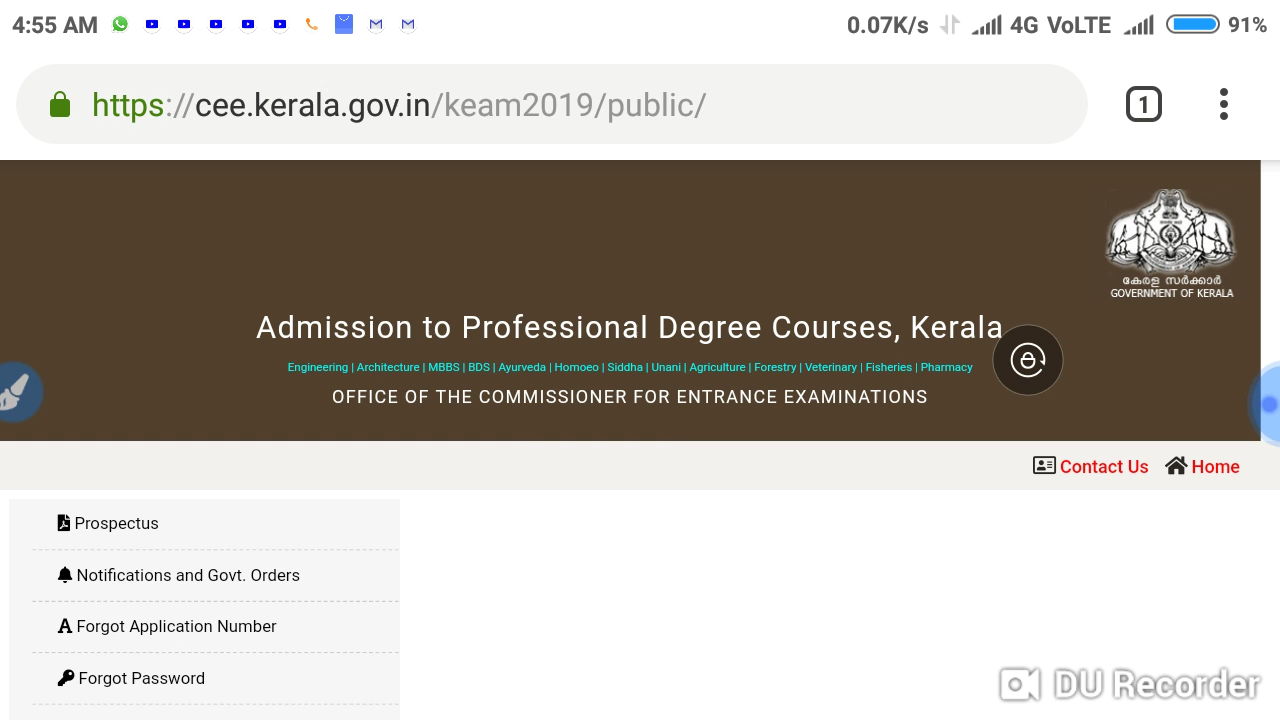 4:55 AM
0.07K/s 4G VoLTE 91%
https://cee.kerala.gov.in/keam2019/public/
1
കേരള സർക്കാർ
GOVERNMENT OF KERALA
Admission to Professional Degree Courses, Kerala
Engineering | Architecture | MBBS | BDS | Ayurveda | Homoeo | Siddha | Unani | Agriculture | Forestry | Veterinary | Fisheries | Pharmacy
OFFICE OF THE COMMISSIONER FOR ENTRANCE EXAMINATIONS
Contact Us Home
Prospectus
Notifications and Govt. Orders
Forgot Application Number
Forgot Password
DU Recorder